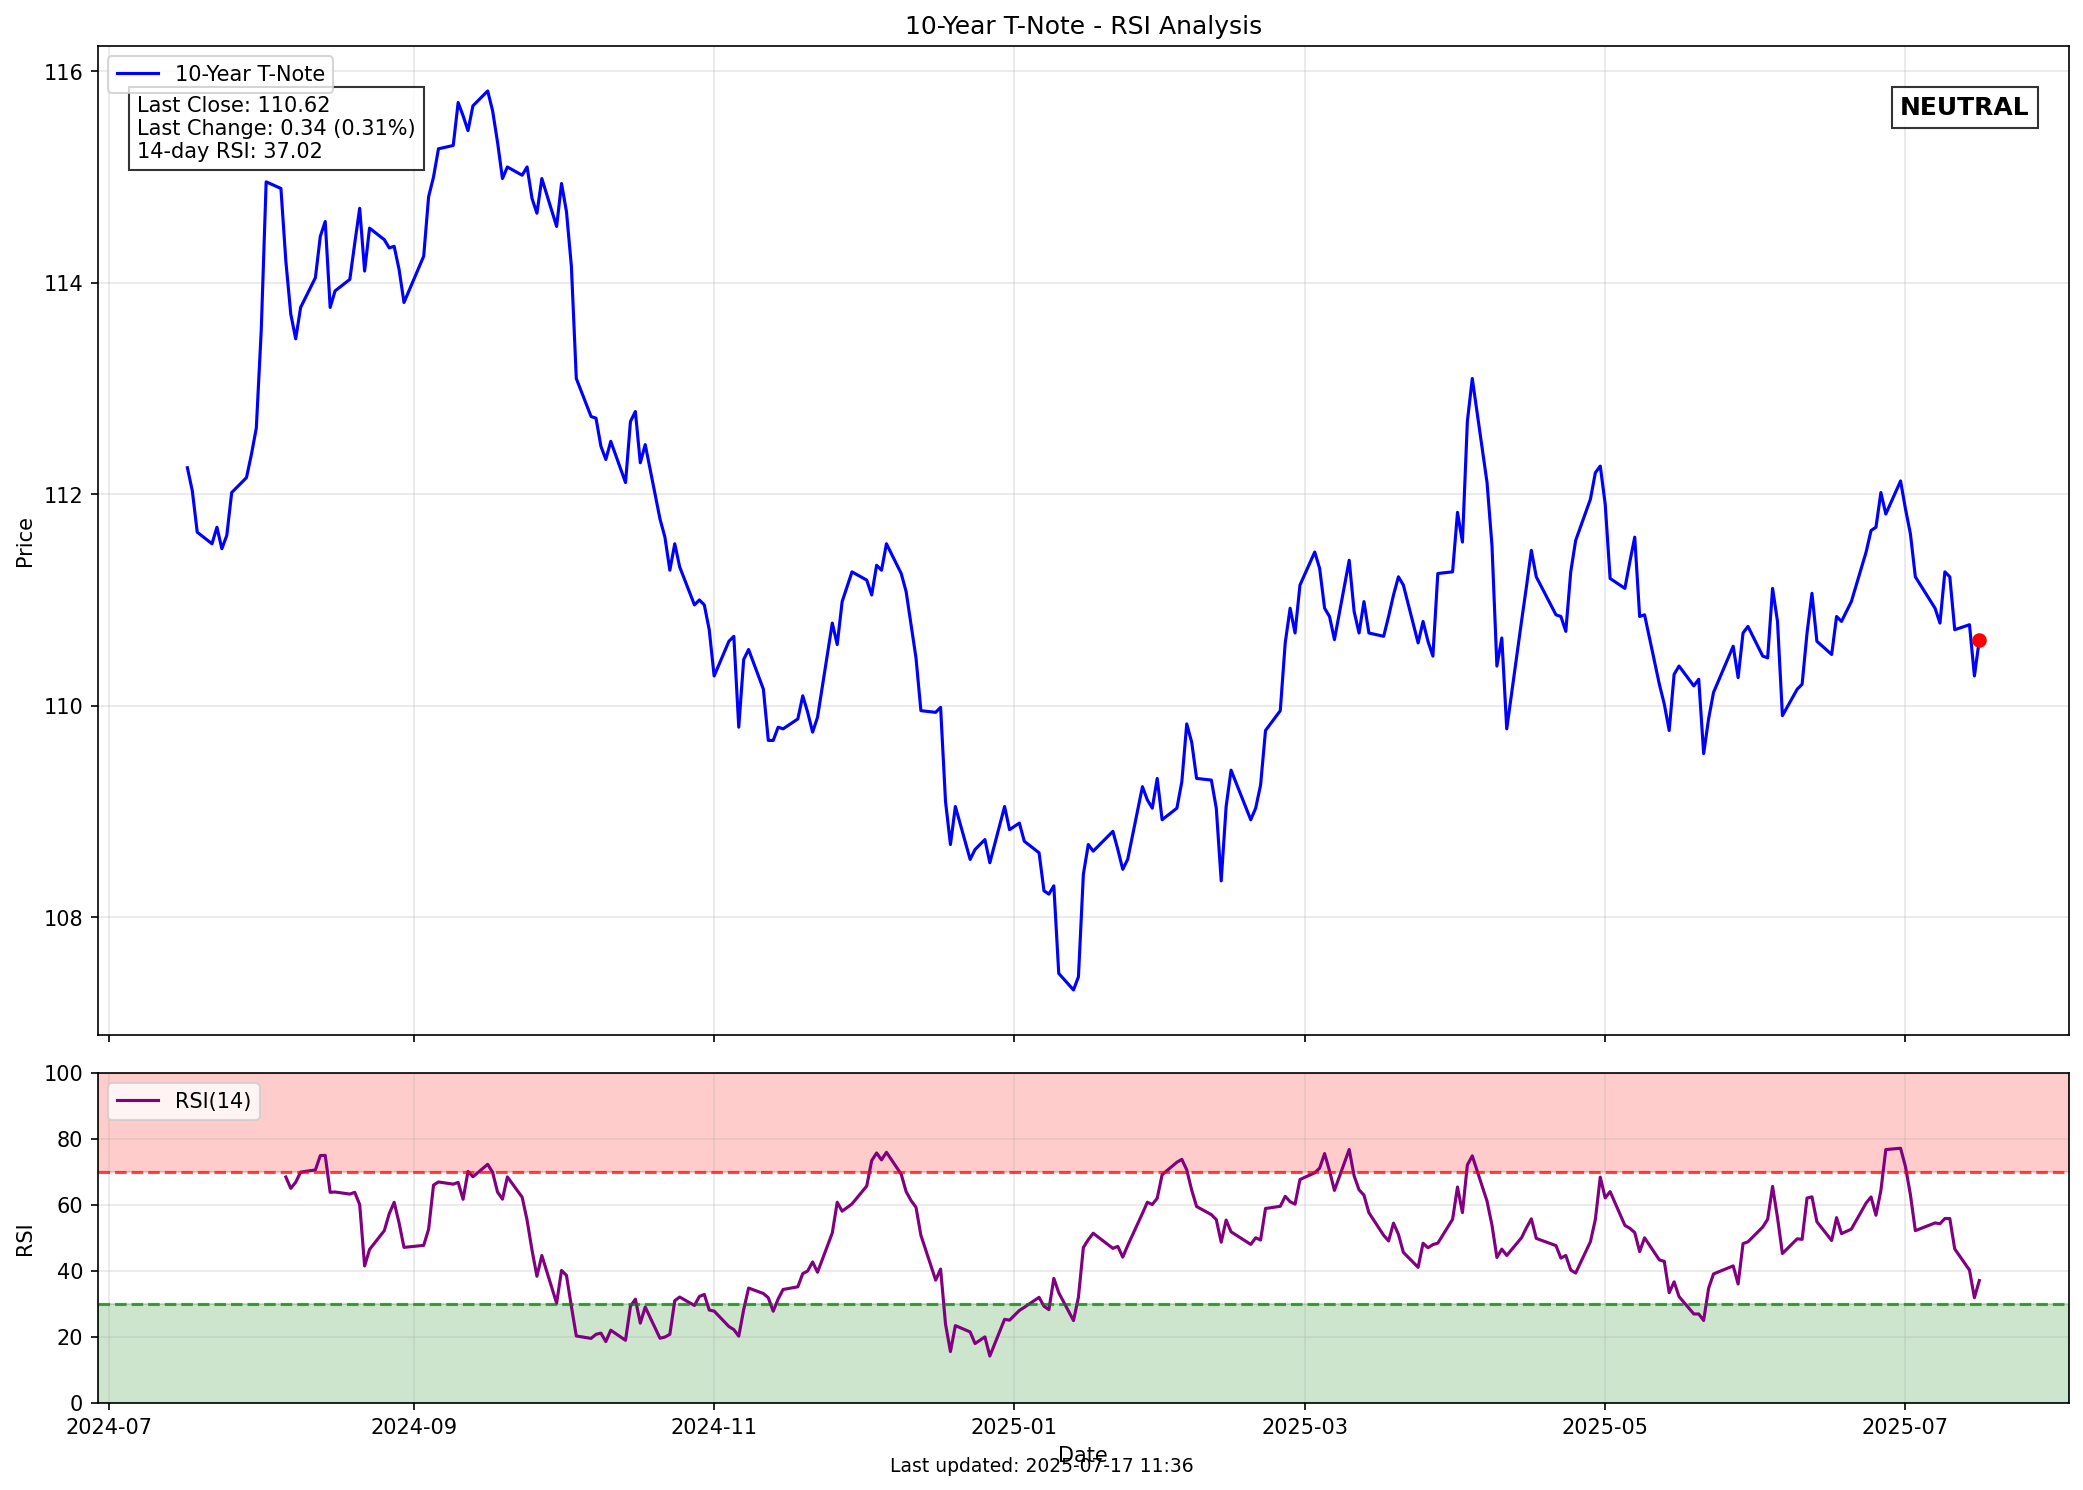 10-Year T-Note - RSI Analysis
10-Year T-Note
Last Close: 110.62
Last Change: 0.34 (0.31%)
14-day RSI: 37.02
NEUTRAL
Price
116
114
112
110
108
RSI(14)
RSI
100
80
60
40
20
0
2024-07
2024-09
2024-11
2025-01
2025-03
2025-05
2025-07
Date
Last updated: 2025-07-17 11:36